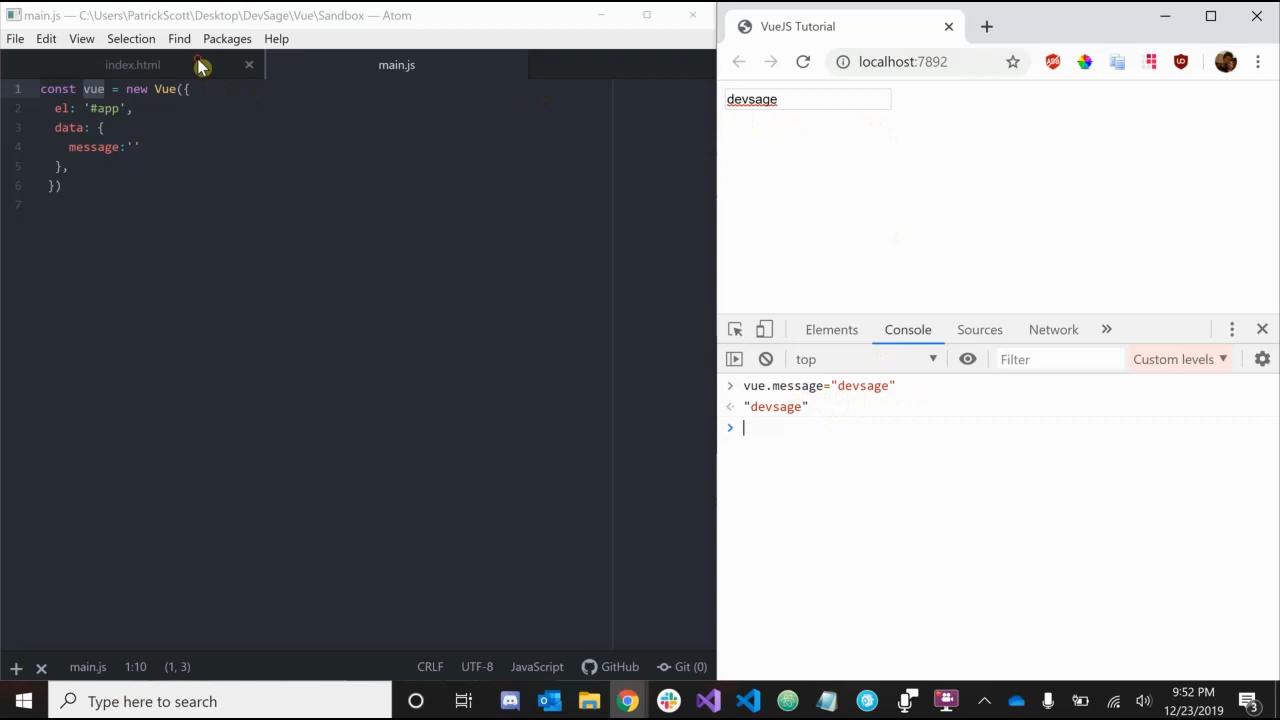 main.js — C:\Users\PatrickScott\Desktop\DevSage\Vue\Sandbox — Atom
File Edit View Selection Find Packages Help
index.html
main.js
1 const vue = new Vue({
2 el: '#app',
3 data: {
4 message:''
5 },
6 })
7
main.js 1:10 (1, 3) CRLF UTF-8 JavaScript GitHub Git (0)
VueJS Tutorial
localhost:7892
devsage
Elements Console Sources Network »
top Filter Custom levels
> vue.message="devsage"
"devsage"
>
Type here to search
9:52 PM
12/23/2019
3